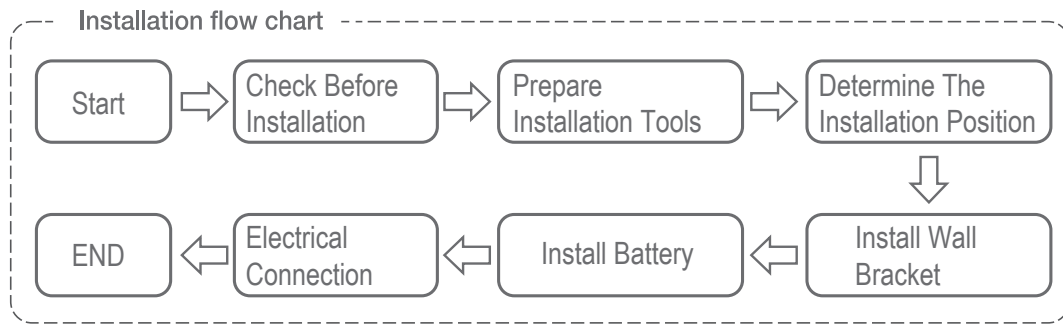 Installation flow chart
Start
Check Before
Installation
Prepare
Installation Tools
Determine The
Installation Position
Install Wall
Bracket
Install Battery
Electrical
Connection
END